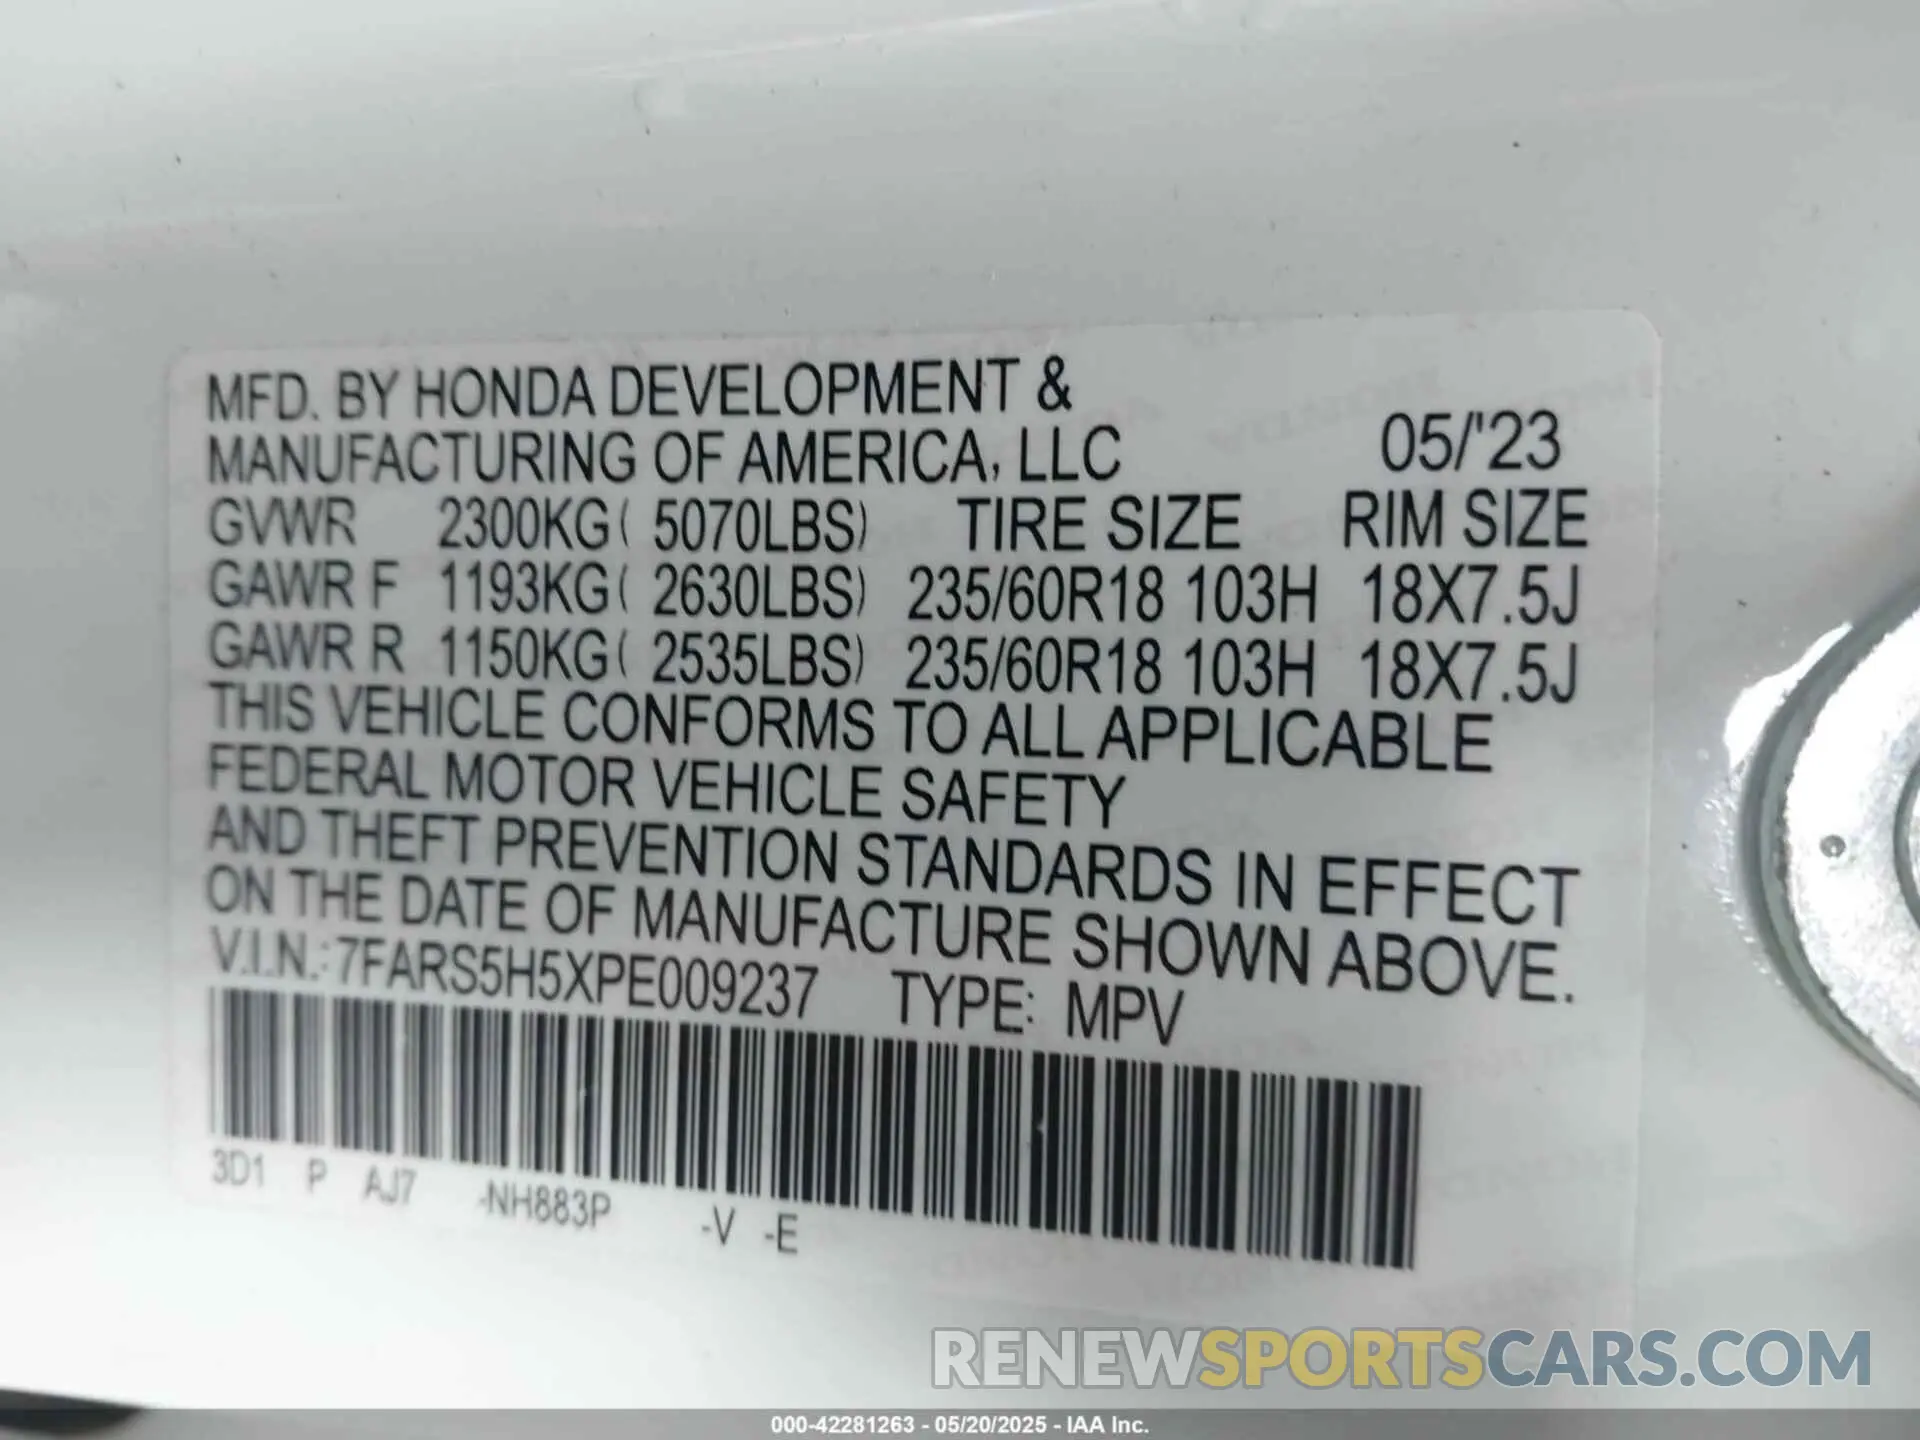 MFD. BY HONDA DEVELOPMENT &
MANUFACTURING OF AMERICA, LLC 05/'23
GVWR 2300KG( 5070LBS) TIRE SIZE RIM SIZE
GAWR F 1193KG( 2630LBS) 235/60R18 103H 18X7.5J
GAWR R 1150KG( 2535LBS) 235/60R18 103H 18X7.5J
THIS VEHICLE CONFORMS TO ALL APPLICABLE
FEDERAL MOTOR VEHICLE SAFETY
AND THEFT PREVENTION STANDARDS IN EFFECT
ON THE DATE OF MANUFACTURE SHOWN ABOVE.
V.I.N.: 7FARS5H5XPE009237 TYPE: MPV
3D1 P AJ7 -NH883P -V -E
RENEWSPORTSCARS.COM
000-42281263 - 05/20/2025 - IAA Inc.